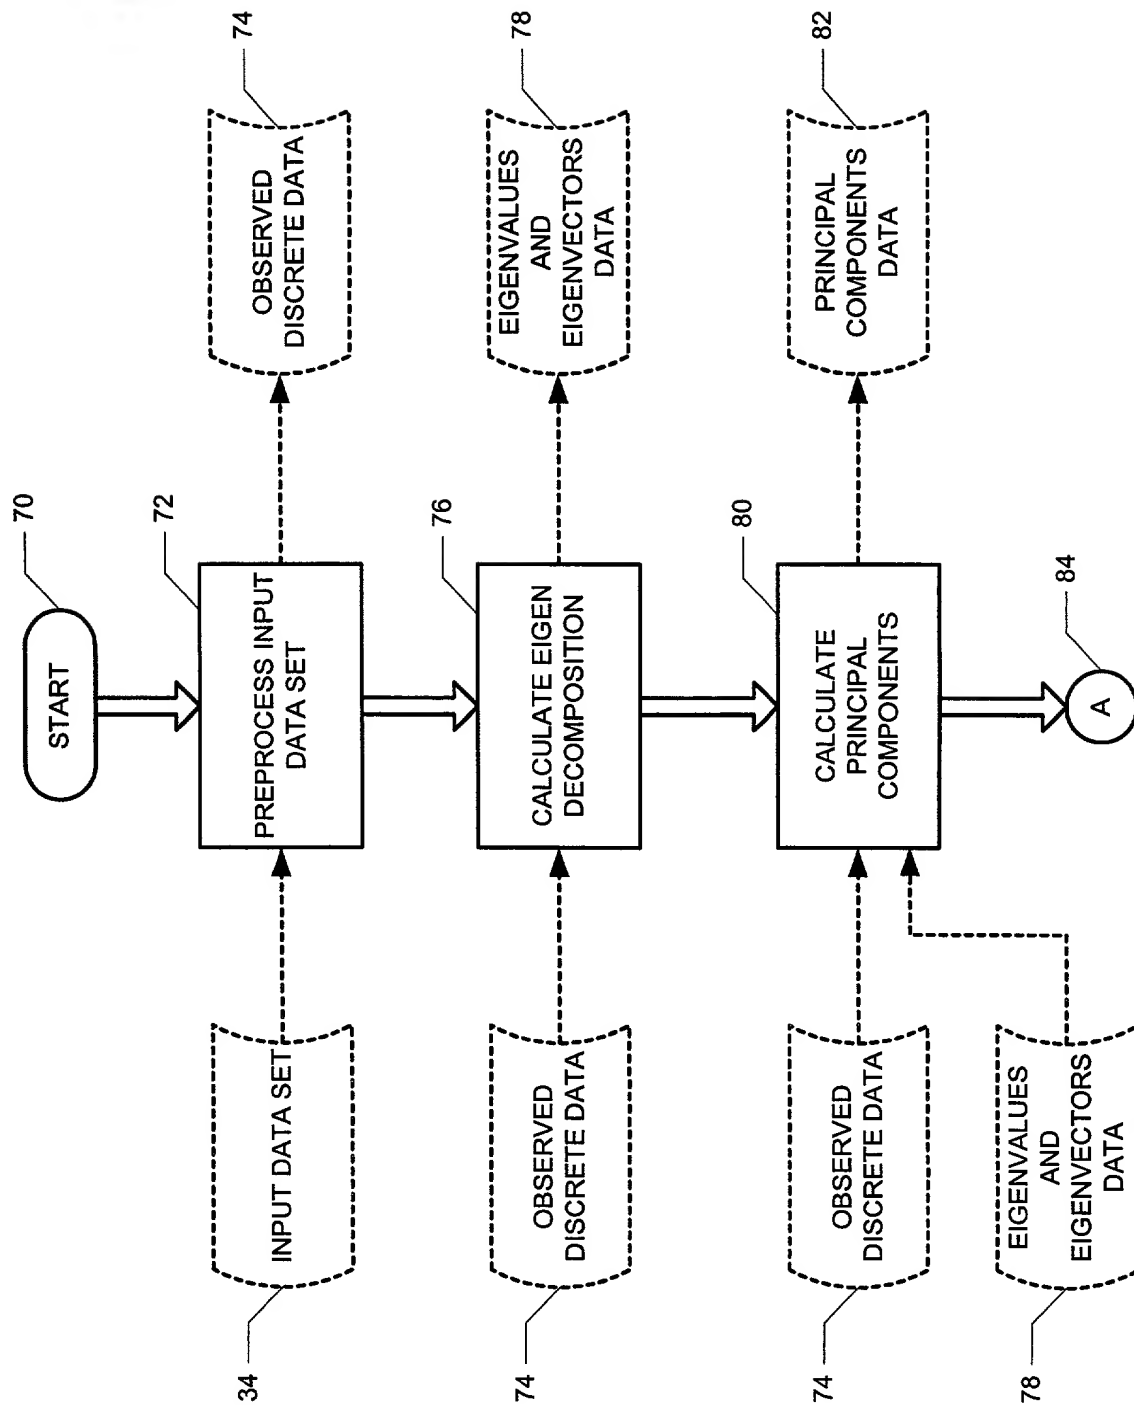 70
START
72
PREPROCESS INPUT
DATA SET
34
INPUT DATA SET
74
OBSERVED
DISCRETE DATA
76
CALCULATE EIGEN
DECOMPOSITION
74
OBSERVED
DISCRETE DATA
78
EIGENVALUES
AND
EIGENVECTORS
DATA
80
CALCULATE
PRINCIPAL
COMPONENTS
74
OBSERVED
DISCRETE DATA
78
EIGENVALUES
AND
EIGENVECTORS
DATA
82
PRINCIPAL
COMPONENTS
DATA
84
A